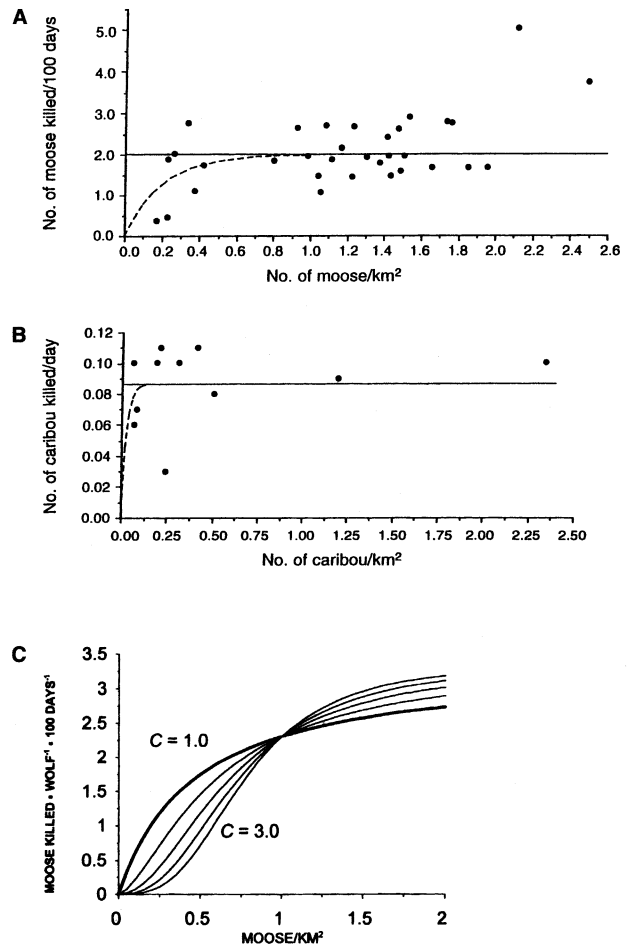 A
No. of moose killed/100 days
5.0
4.0
3.0
2.0
1.0
0.0
0.0 0.2 0.4 0.6 0.8 1.0 1.2 1.4 1.6 1.8 2.0 2.2 2.4 2.6
No. of moose/km²
B
No. of caribou killed/day
0.12
0.10
0.08
0.06
0.04
0.02
0.00
0.00 0.25 0.50 0.75 1.00 1.25 1.50 1.75 2.00 2.25 2.50
No. of caribou/km²
C
MOOSE KILLED • WOLF⁻¹ • 100 DAYS⁻¹
3.5
3
2.5
2
1.5
1
0.5
0
C = 1.0
C = 3.0
0 0.5 1 1.5 2
MOOSE/KM²